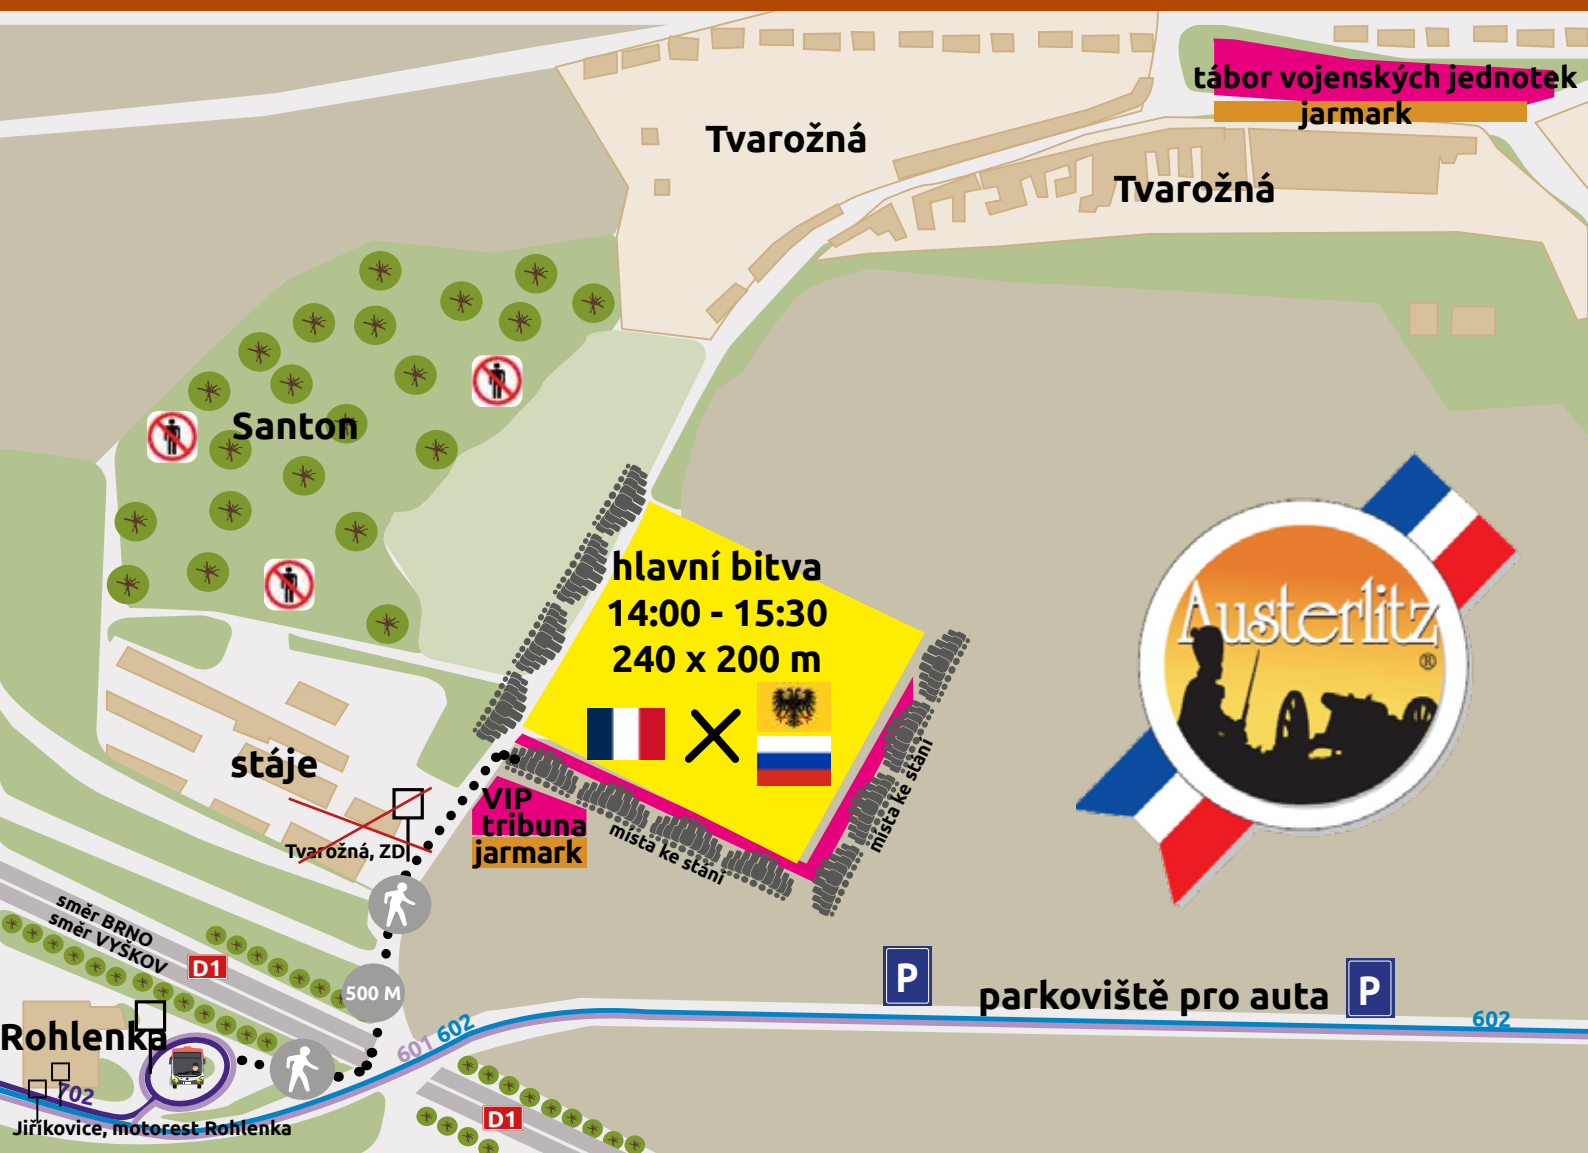 tábor vojenských jednotek
jarmark
Tvarožná
Tvarožná
Santon
hlavní bitva
14:00 - 15:30
240 x 200 m
Austerlitz
®
stáje
VIP
tribuna
jarmark
místa ke stání
místa ke stání
Tvarožná, ZD
směr BRNO
směr VYŠKOV
D1
500 M
P
parkoviště pro auta
P
602
601 602
Rohlenka
702
Jiříkovice, motorest Rohlenka
D1